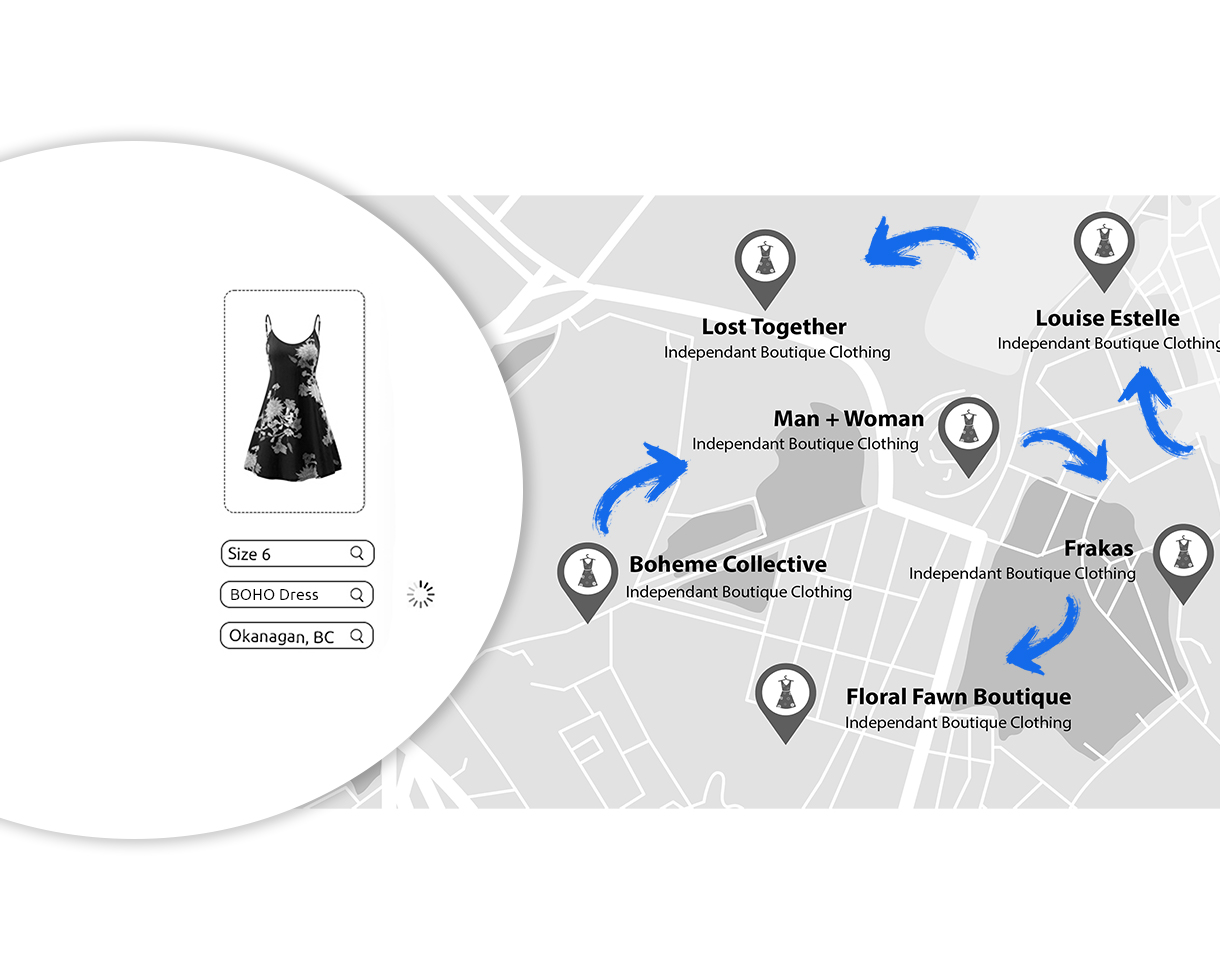 Size 6
BOHO Dress
Okanagan, BC
Lost Together
Independant Boutique Clothing
Louise Estelle
Independant Boutique Clothing
Man + Woman
Independant Boutique Clothing
Boheme Collective
Independant Boutique Clothing
Frakas
Independant Boutique Clothing
Floral Fawn Boutique
Independant Boutique Clothing